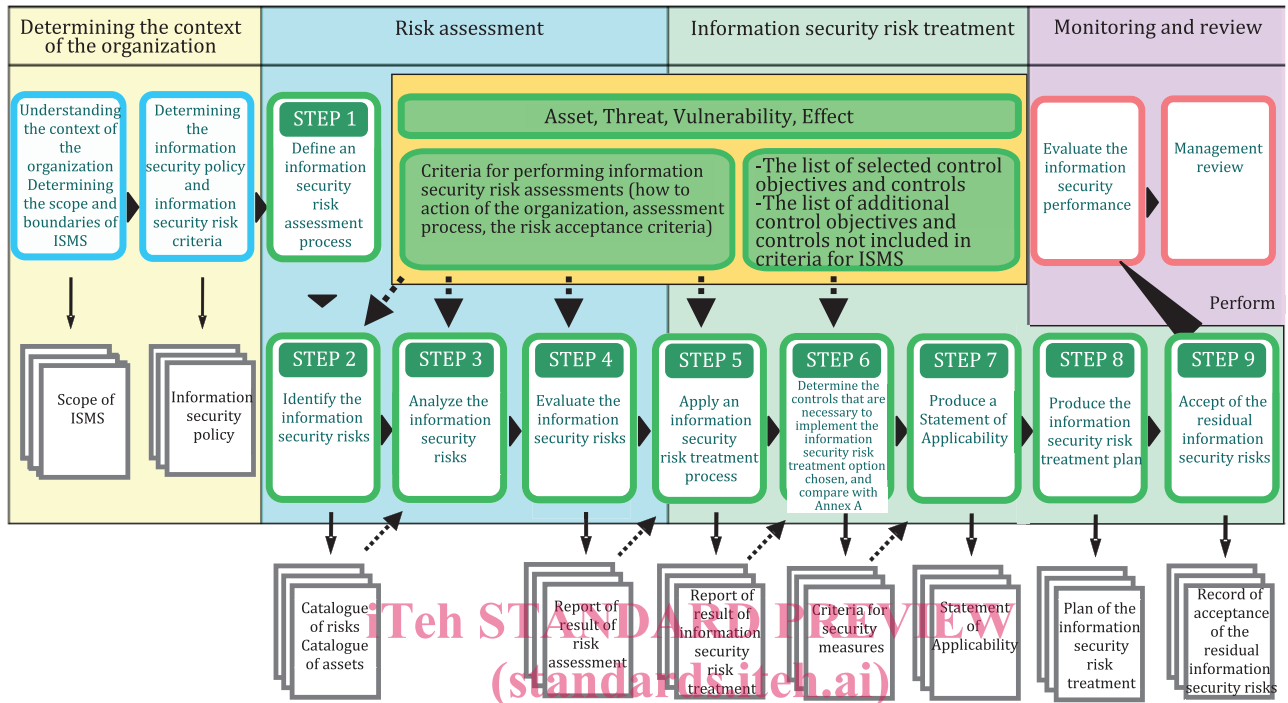 Determining the context
of the organization
Risk assessment
Information security risk treatment
Monitoring and review
Understanding
the context of
the
organization
Determining
the scope and
boundaries of
ISMS
Determining
the
information
security policy
and
information
security risk
criteria
STEP 1
Define an
information
security
risk
assessment
process
Asset, Threat, Vulnerability, Effect
Criteria for performing information
security risk assessments (how to
action of the organization, assessment
process, the risk acceptance criteria)
-The list of selected control
objectives and controls
-The list of additional
control objectives and
controls not included in
criteria for ISMS
Evaluate the
information
security
performance
Management
review
Perform
Scope of
ISMS
Information
security
policy
STEP 2
Identify the
information
security risks
STEP 3
Analyze the
information
security
risks
STEP 4
Evaluate the
information
security risks
STEP 5
Apply an
information
security
risk treatment
process
STEP 6
Determine the
controls that are
necessary to
implement the
information
security risk
treatment option
chosen, and
compare with
Annex A
STEP 7
Produce a
Statement of
Applicability
STEP 8
Produce the
information
security risk
treatment plan
STEP 9
Accept of the
residual
information
security risks
Catalogue
of risks
Catalogue
of assets
Report of
result of
risk
assessment
Report of
result of
information
security
risk
treatment
Criteria for
security
measures
Statement
of
Applicability
Plan of the
information
security
risk
treatment
Record of
acceptance
of the
residual
information
security risks
iTeh STANDARD PREVIEW
(standards.iteh.ai)